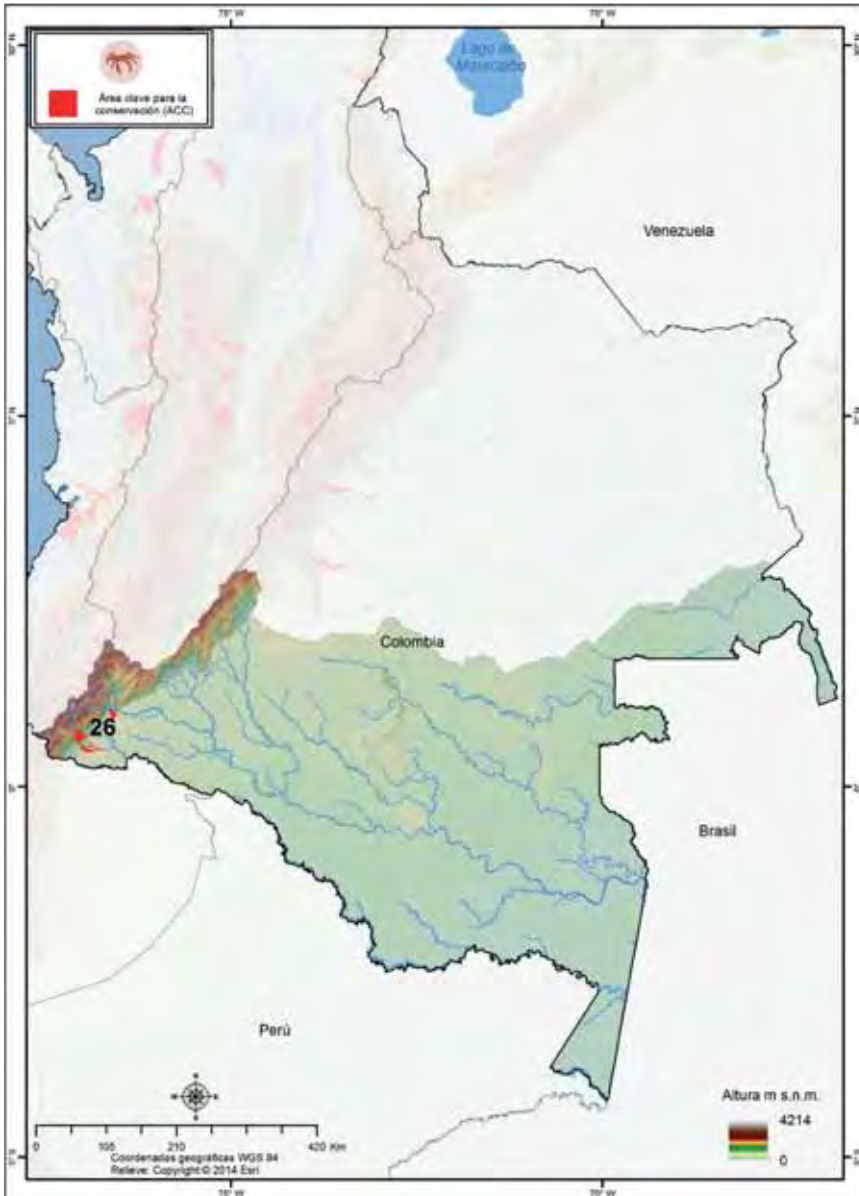 Área clave para la
conservación (ACC)
Lago de
Maracaibo
Venezuela
Colombia
26
Brasil
Perú
Altura m s.n.m.
4214
0
0 105 210 420 Km
Coordenadas geográficas WGS 84
Relieve: Copyright © 2014 Esri